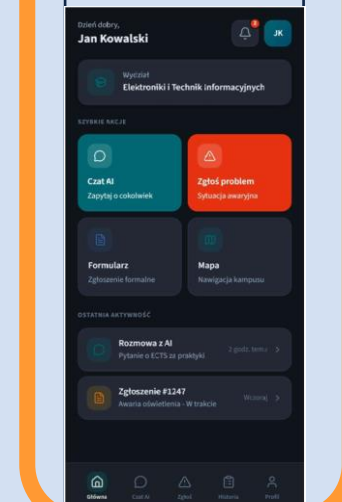 Dzień dobry,
Jan Kowalski
3
JK
Wydział
Elektroniki i Technik Informacyjnych
SZYBKIE AKCJE
Czat AI
Zapytaj o cokolwiek
Zgłoś problem
Sytuacja awaryjna
Formularz
Zgłoszenie formalne
Mapa
Nawigacja kampusu
OSTATNIA AKTYWNOŚĆ
Rozmowa z AI
Pytanie o ECTS za praktyki
2 godz. temu
Zgłoszenie #1247
Awaria oświetlenia - W trakcie
Wczoraj
Główna
Czat AI
Zgłoś
Historia
Profil